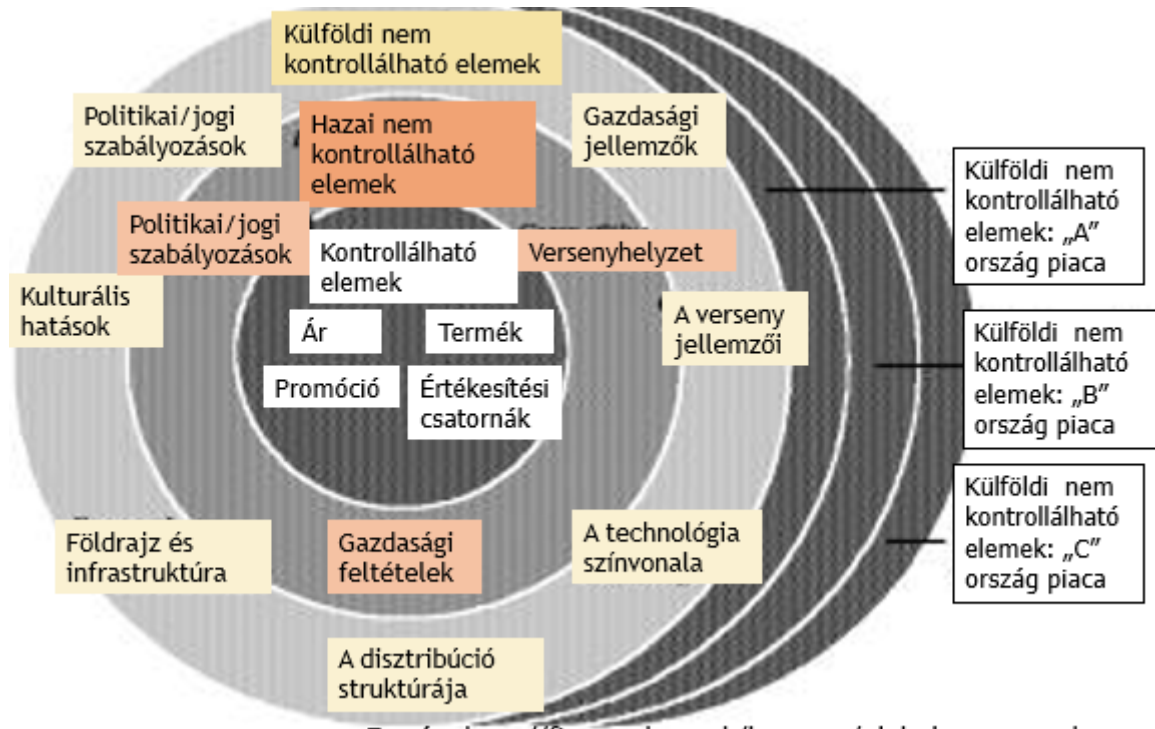 Külföldi nem
kontrollálható elemek
Politikai/jogi
szabályozások
Hazai nem
kontrollálható
elemek
Gazdasági
jellemzők
Politikai/jogi
szabályozások
Kontrollálható
elemek
Versenyhelyzet
Kulturális
hatások
Ár
Termék
A verseny
jellemzői
Promóció
Értékesítési
csatornák
Földrajz és
infrastruktúra
Gazdasági
feltételek
A technológia
színvonala
A disztribúció
struktúrája
Külföldi nem
kontrollálható
elemek: „A”
ország piaca
Külföldi nem
kontrollálható
elemek: „B”
ország piaca
Külföldi nem
kontrollálható
elemek: „C”
ország piaca